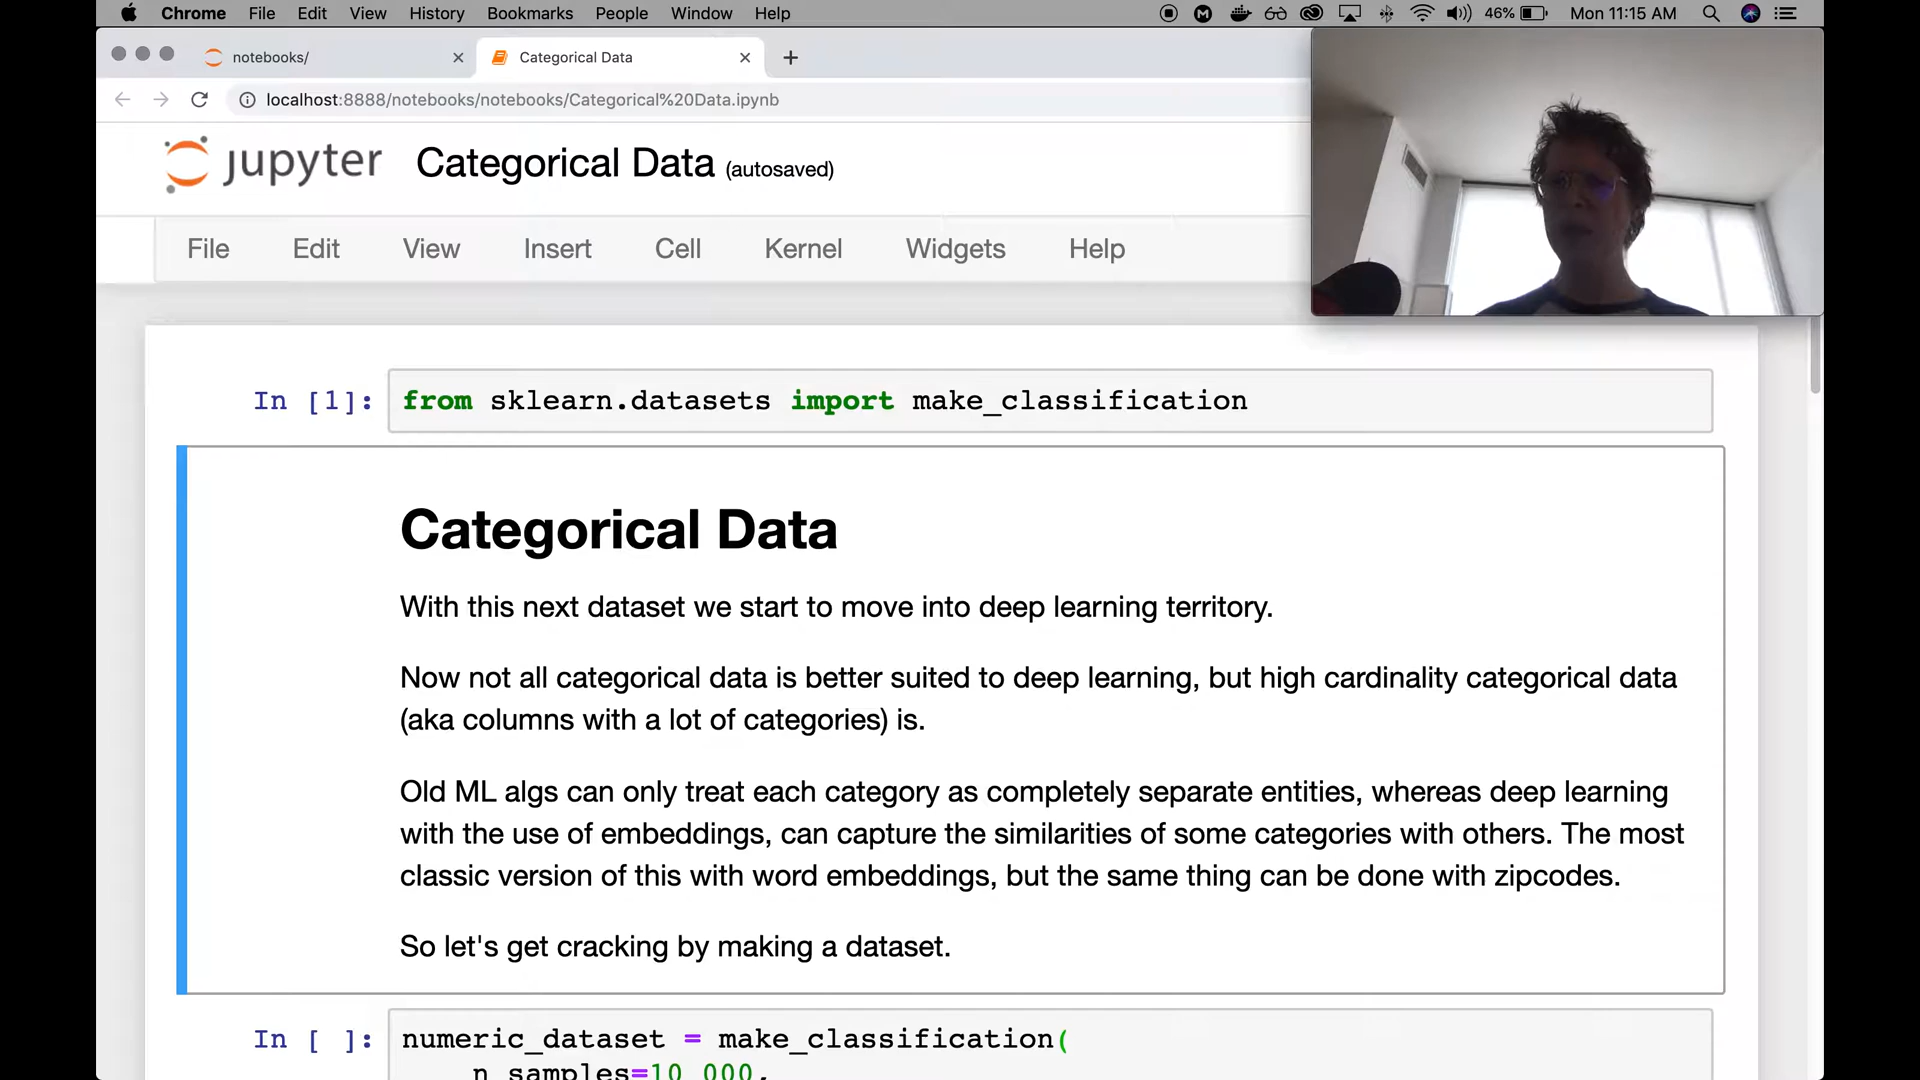 Chrome File Edit View History Bookmarks People Window Help 46% Mon 11:15 AM
notebooks/ Categorical Data
localhost:8888/notebooks/notebooks/Categorical%20Data.ipynb
jupyter Categorical Data (autosaved)
File Edit View Insert Cell Kernel Widgets Help
In [1]: from sklearn.datasets import make_classification
Categorical Data
With this next dataset we start to move into deep learning territory.
Now not all categorical data is better suited to deep learning, but high cardinality categorical data
(aka columns with a lot of categories) is.
Old ML algs can only treat each category as completely separate entities, whereas deep learning
with the use of embeddings, can capture the similarities of some categories with others. The most
classic version of this with word embeddings, but the same thing can be done with zipcodes.
So let's get cracking by making a dataset.
In [ ]: numeric_dataset = make_classification(
n_samples=10_000,